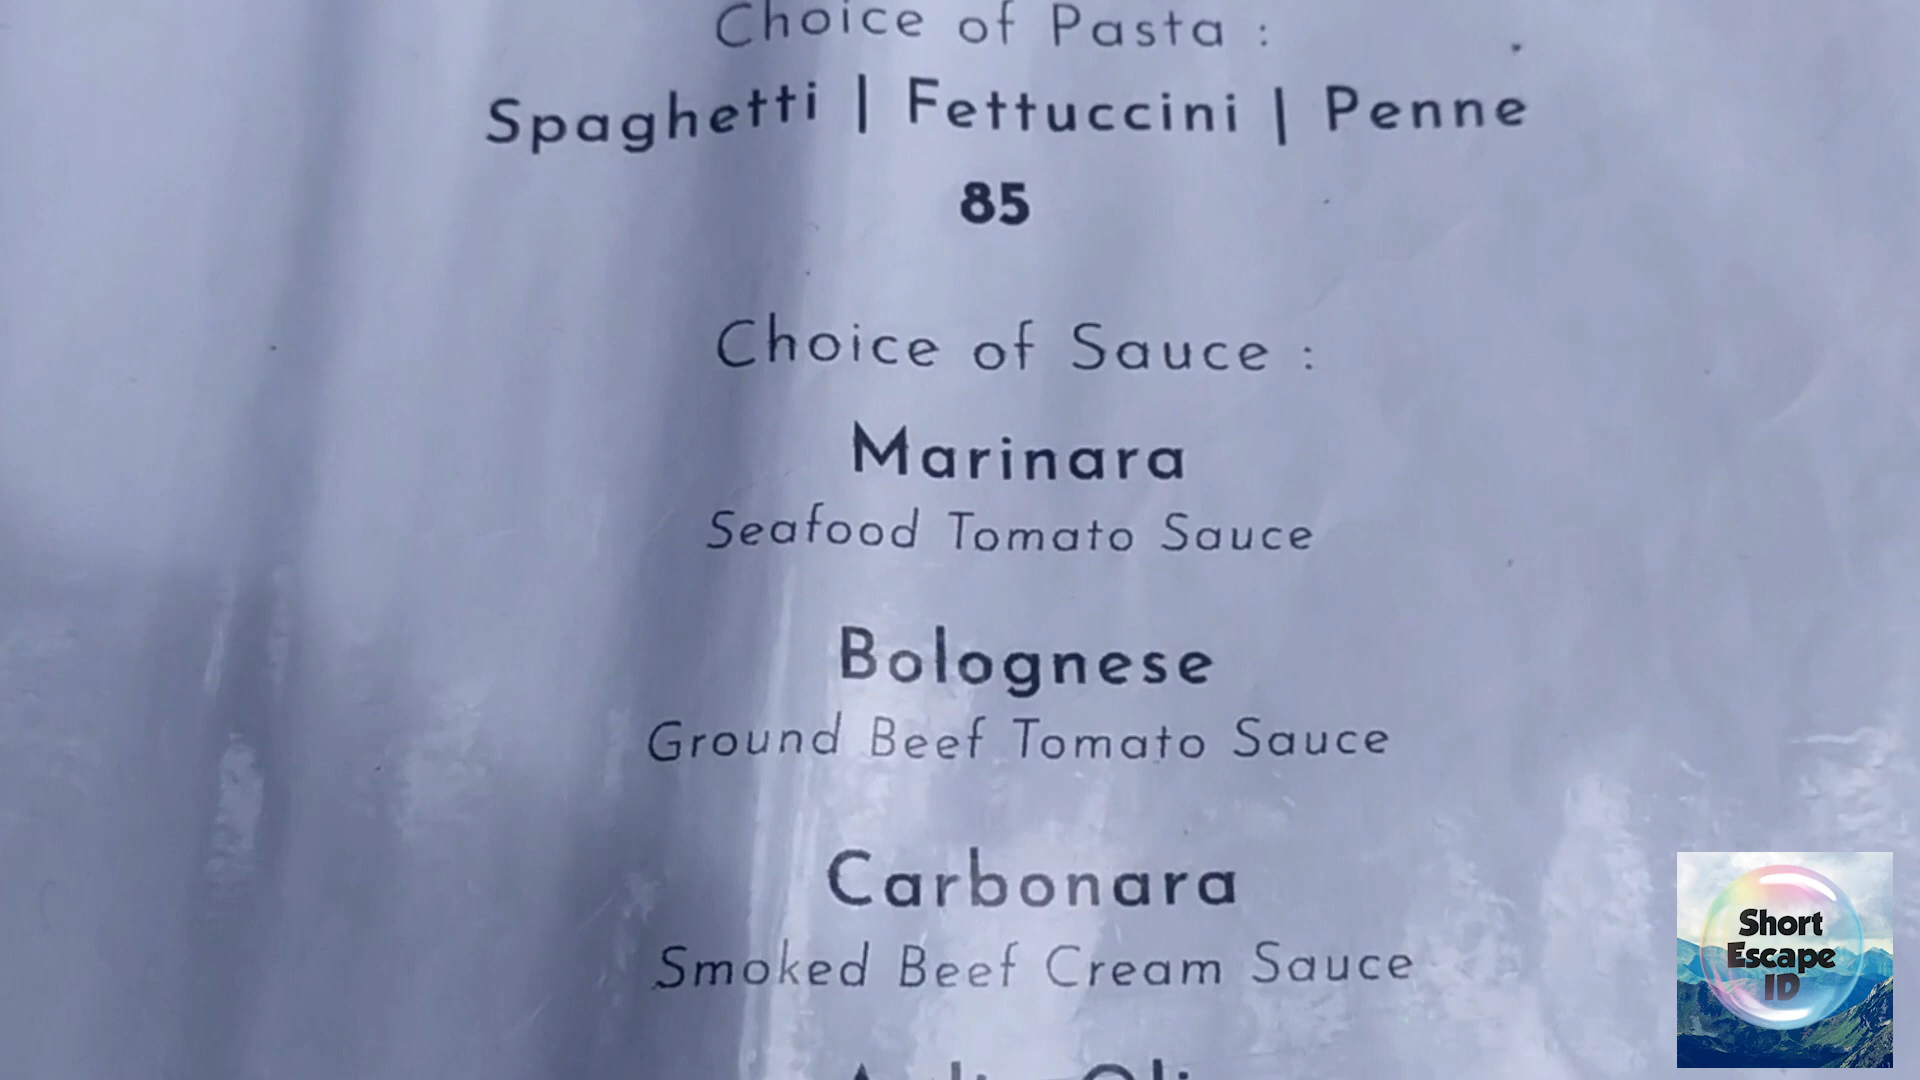 Choice of Pasta :
Spaghetti | Fettuccini | Penne
85
Choice of Sauce :
Marinara
Seafood Tomato Sauce
Bolognese
Ground Beef Tomato Sauce
Carbonara
Smoked Beef Cream Sauce
Short
Escape
ID